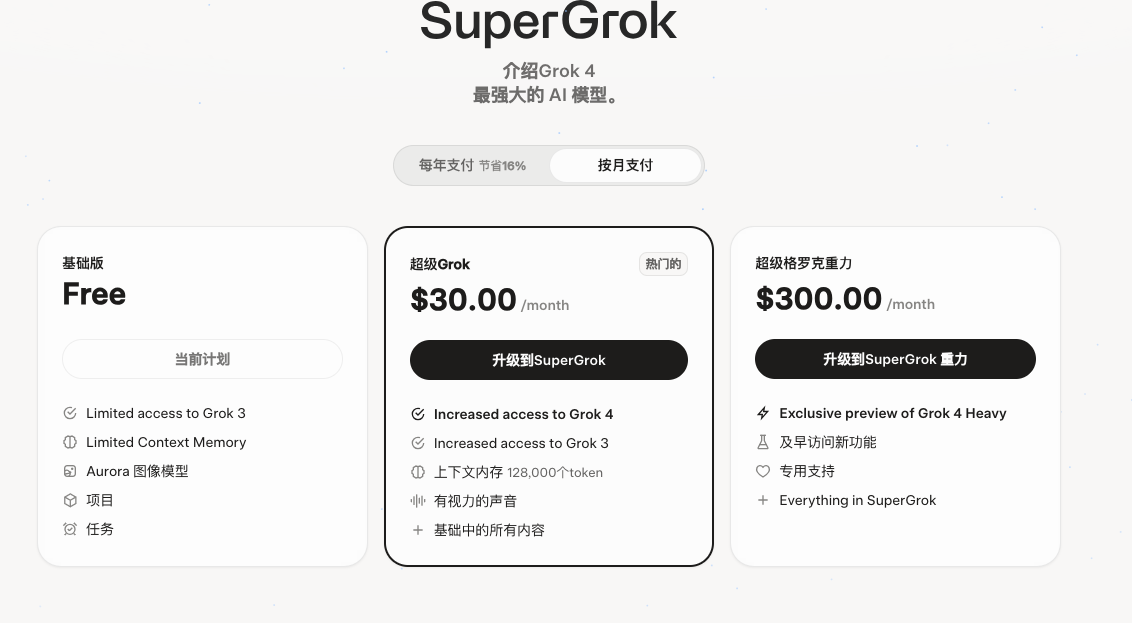 SuperGrok
介绍Grok 4
最强大的 AI 模型。
每年支付 节省16%
按月支付
基础版
Free
当前计划
Limited access to Grok 3
Limited Context Memory
Aurora 图像模型
项目
任务
超级Grok
热门的
$30.00 /month
升级到SuperGrok
Increased access to Grok 4
Increased access to Grok 3
上下文内存 128,000个token
有视力的声音
基础中的所有内容
超级格罗克重力
$300.00 /month
升级到SuperGrok 重力
Exclusive preview of Grok 4 Heavy
及早访问新功能
专用支持
Everything in SuperGrok